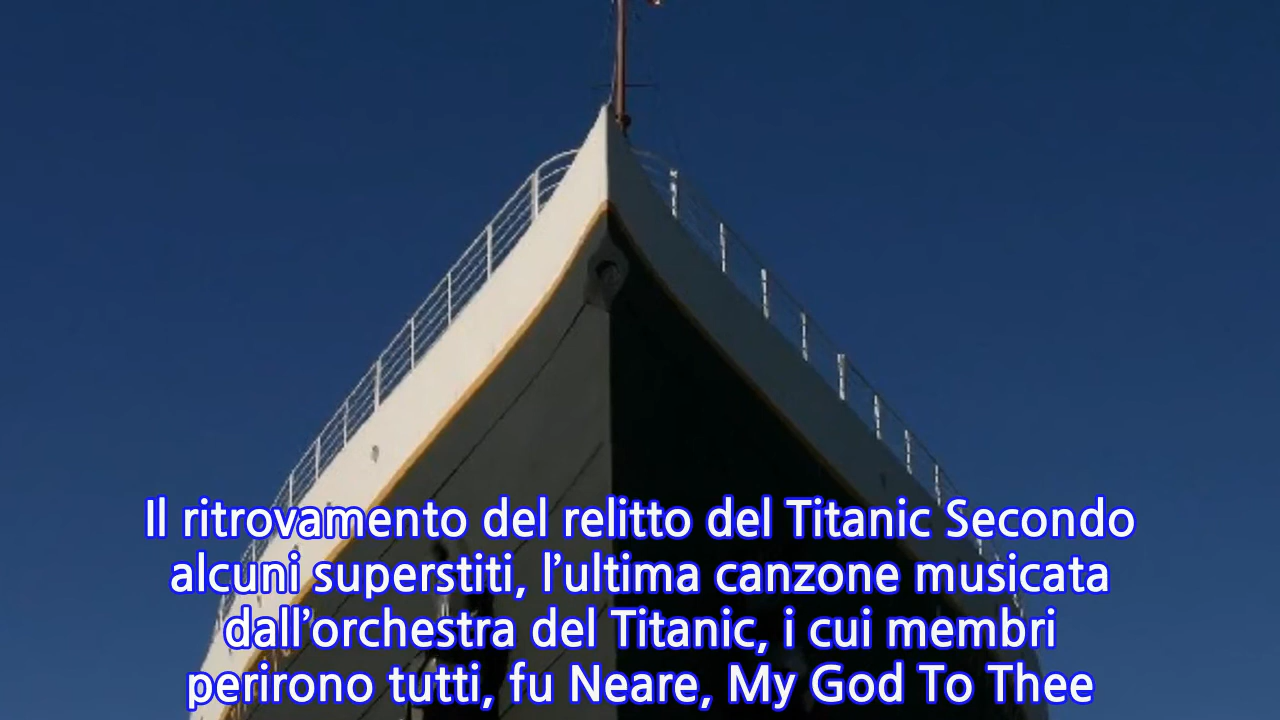 Il ritrovamento del relitto del Titanic Secondo
alcuni superstiti, l’ultima canzone musicata
dall’orchestra del Titanic, i cui membri
perirono tutti, fu Neare, My God To Thee